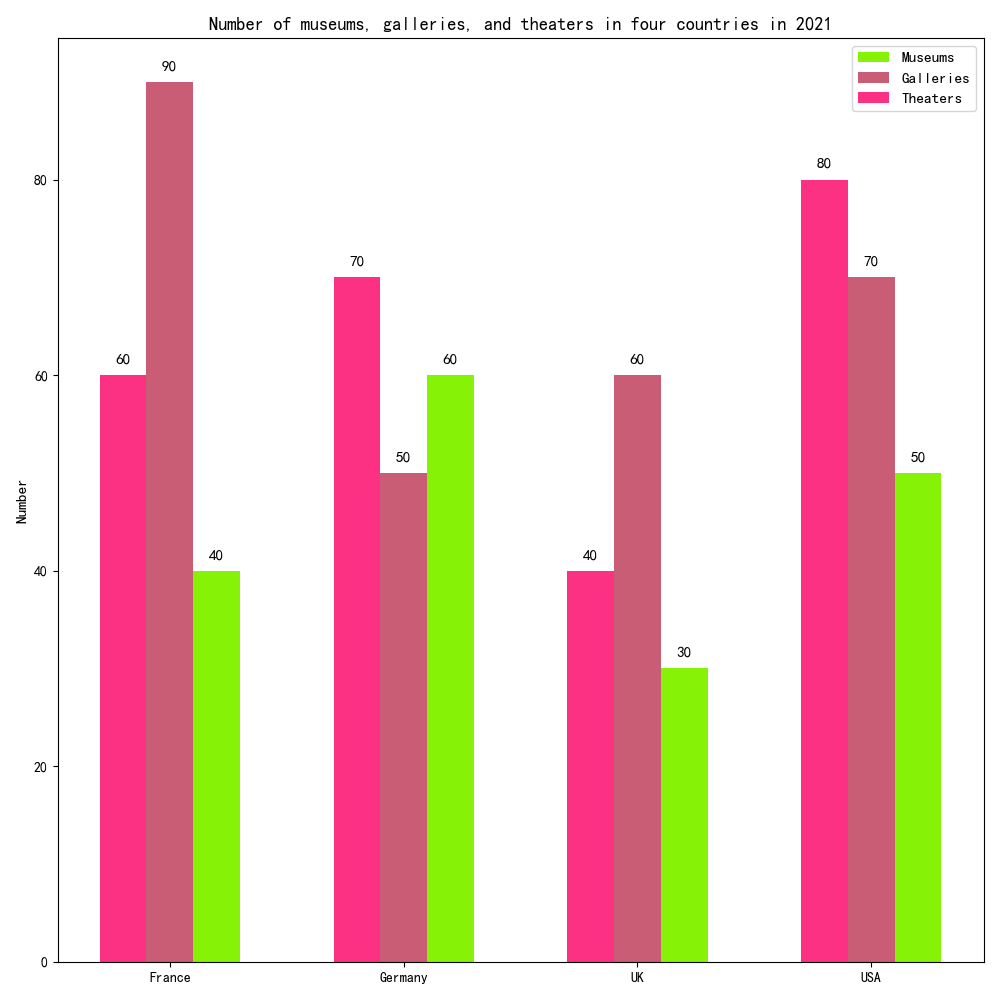 Number of museums, galleries, and theaters in four countries in 2021
Museums
Galleries
Theaters
Number
80
60
40
20
0
60
90
40
70
50
60
40
60
30
80
70
50
France
Germany
UK
USA